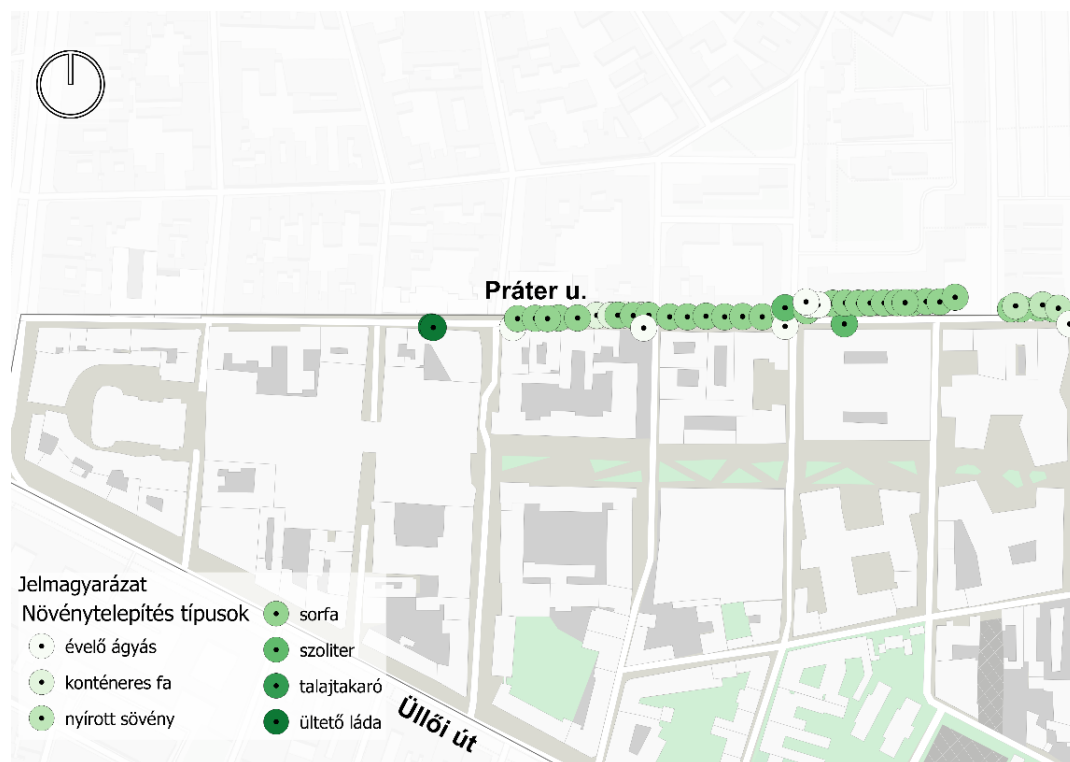 Práter u.
Jelmagyarázat
Növénytelepítés típusok
évelő ágyás
konténeres fa
nyírott sövény
sorfa
szoliter
talajtakaró
ültető láda
Üllői út